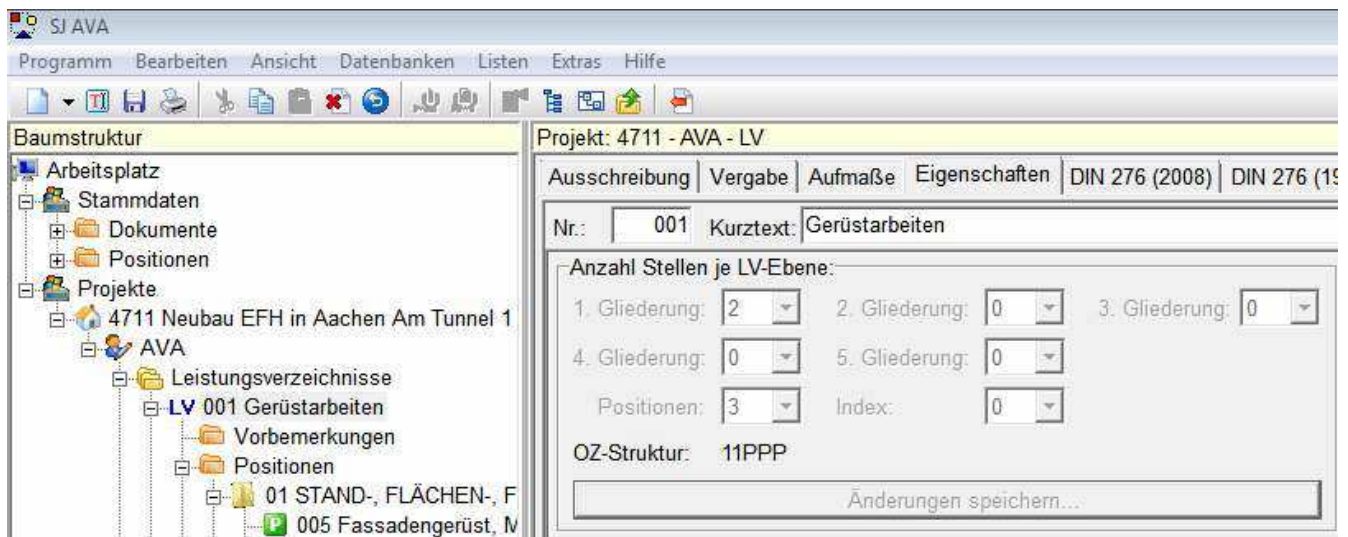 SJ AVA
Programm Bearbeiten Ansicht Datenbanken Listen Extras Hilfe
Baumstruktur
Arbeitsplatz
Stammdaten
Dokumente
Positionen
Projekte
4711 Neubau EFH in Aachen Am Tunnel 1
AVA
Leistungsverzeichnisse
LV 001 Gerüstarbeiten
Vorbemerkungen
Positionen
01 STAND-, FLÄCHEN-, F
P 005 Fassadengerüst, M
Projekt: 4711 - AVA - LV
Ausschreibung Vergabe Aufmaße Eigenschaften DIN 276 (2008) DIN 276 (19
Nr.: 001 Kurztext: Gerüstarbeiten
Anzahl Stellen je LV-Ebene:
1. Gliederung: 2 2. Gliederung: 0 3. Gliederung: 0
4. Gliederung: 0 5. Gliederung: 0
Positionen: 3 Index: 0
OZ-Struktur: 11PPP
Änderungen speichern...